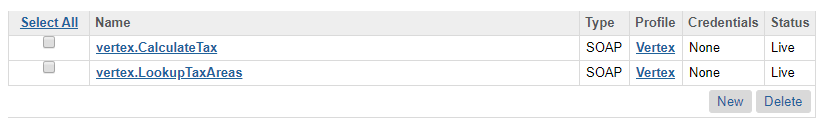 Select All Name Type Profile Credentials Status
vertex.CalculateTax SOAP Vertex None Live
vertex.LookupTaxAreas SOAP Vertex None Live
New Delete